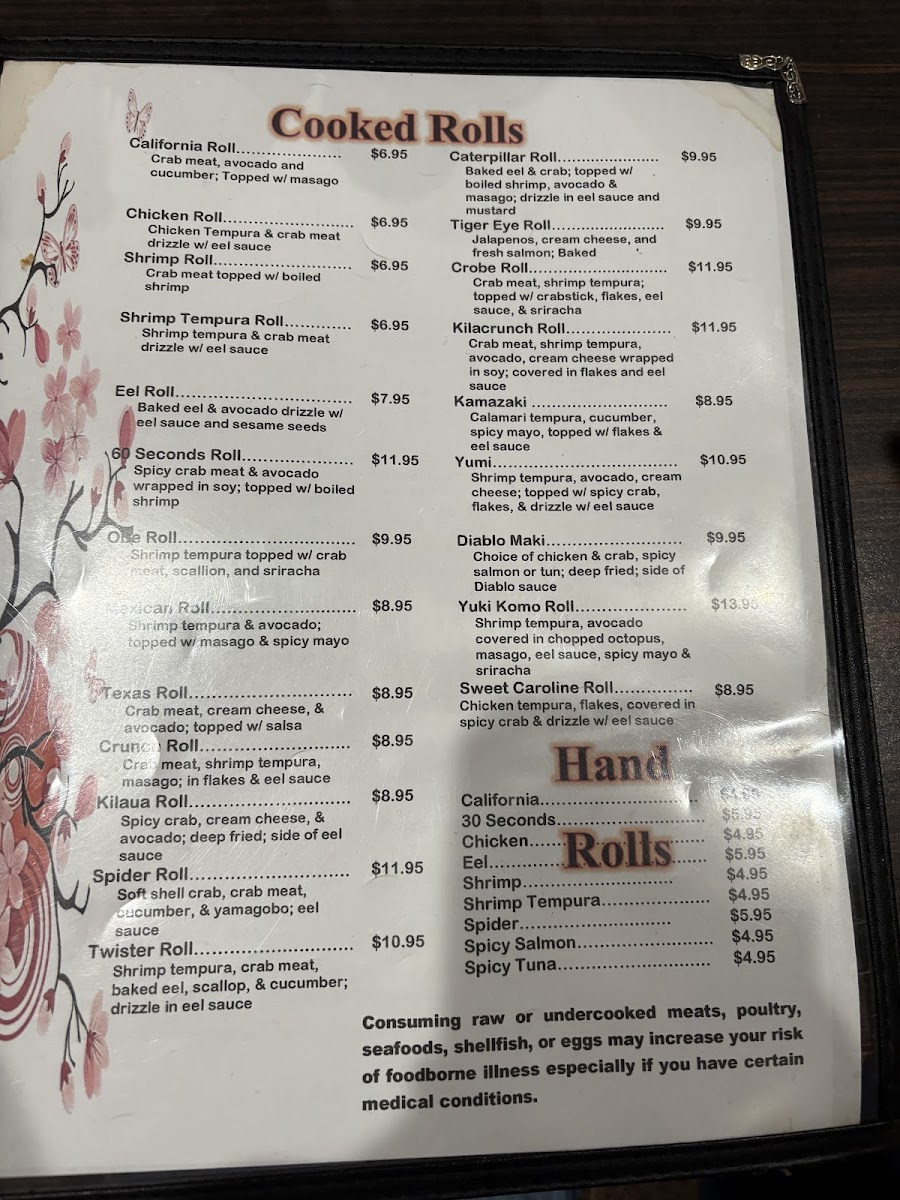 Cooked Rolls
California Roll..................... $6.95
Crab meat, avocado and
cucumber; Topped w/ masago
Chicken Roll.......................... $6.95
Chicken Tempura & crab meat
drizzle w/ eel sauce
Shrimp Roll............................ $6.95
Crab meat topped w/ boiled
shrimp
Shrimp Tempura Roll............. $6.95
Shrimp tempura & crab meat
drizzle w/ eel sauce
Eel Roll................................... $7.95
Baked eel & avocado drizzle w/
eel sauce and sesame seeds
60 Seconds Roll..................... $11.95
Spicy crab meat & avocado
wrapped in soy; topped w/ boiled
shrimp
Roll................................... $9.95
Shrimp tempura topped w/ crab
meat, scallion, and sriracha
Mexican Roll........................... $8.95
Shrimp tempura & avocado;
topped w/ masago & spicy mayo
Texas Roll................................ $8.95
Crab meat, cream cheese, &
avocado; topped w/ salsa
Crunch Roll............................. $8.95
Crab meat, shrimp tempura,
masago; in flakes & eel sauce
Kilaua Roll............................... $8.95
Spicy crab, cream cheese, &
avocado; deep fried; side of eel
sauce
Spider Roll............................... $11.95
Soft shell crab, crab meat,
cucumber, & yamagobo; eel
sauce
Twister Roll.............................. $10.95
Shrimp tempura, crab meat,
baked eel, scallop, & cucumber;
drizzle in eel sauce
Caterpillar Roll.................... $9.95
Baked eel & crab; topped w/
boiled shrimp, avocado &
masago; drizzle in eel sauce and
mustard
Tiger Eye Roll...................... $9.95
Jalapenos, cream cheese, and
fresh salmon; Baked
Crobe Roll........................... $11.95
Crab meat, shrimp tempura;
topped w/ crabstick, flakes, eel
sauce, & sriracha
Kilacrunch Roll.................... $11.95
Crab meat, shrimp tempura,
avocado, cream cheese wrapped
in soy; covered in flakes and eel
sauce
Kamazaki .......................... $8.95
Calamari tempura, cucumber,
spicy mayo, topped w/ flakes &
eel sauce
Yumi................................... $10.95
Shrimp tempura, avocado, cream
cheese; topped w/ spicy crab,
flakes, & drizzle w/ eel sauce
Diablo Maki.......................... $9.95
Choice of chicken & crab, spicy
salmon or tun; deep fried; side of
Diablo sauce
Yuki Komo Roll..................... $13.95
Shrimp tempura, avocado
covered in chopped octopus,
masago, eel sauce, spicy mayo &
sriracha
Sweet Caroline Roll............... $8.95
Chicken tempura, flakes, covered in
spicy crab & drizzle w/ eel sauce
Hand
Rolls
California..............................
30 Seconds............................ $5.95
Chicken................................. $4.95
Eel......................................... $5.95
Shrimp............................. $4.95
Shrimp Tempura..................... $4.95
Spider............................. $5.95
Spicy Salmon.......................... $4.95
Spicy Tuna............................. $4.95
Consuming raw or undercooked meats, poultry,
seafoods, shellfish, or eggs may increase your risk
of foodborne illness especially if you have certain
medical conditions.